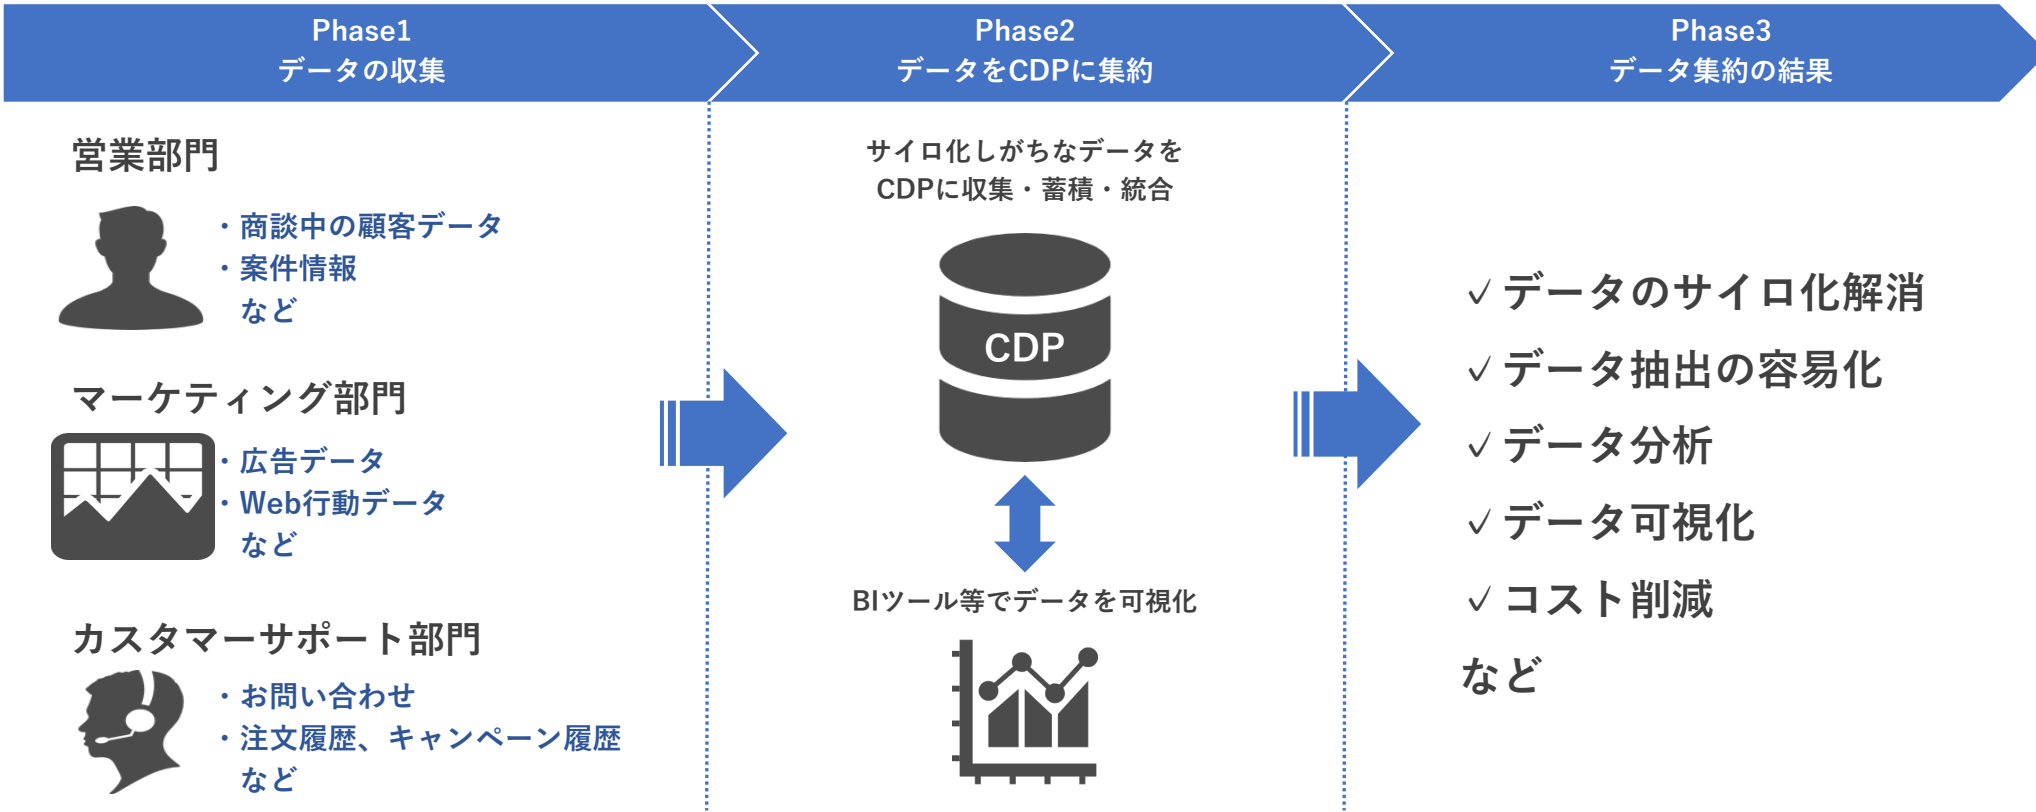 Phase1
データの収集
Phase2
データをCDPに集約
Phase3
データ集約の結果
営業部門
・商談中の顧客データ
・案件情報
など
マーケティング部門
・広告データ
・Web行動データ
など
カスタマーサポート部門
・お問い合わせ
・注文履歴、キャンペーン履歴
など
サイロ化しがちなデータを
CDPに収集・蓄積・統合
CDP
BIツール等でデータを可視化
✓データのサイロ化解消
✓データ抽出の容易化
✓データ分析
✓データ可視化
✓コスト削減
など